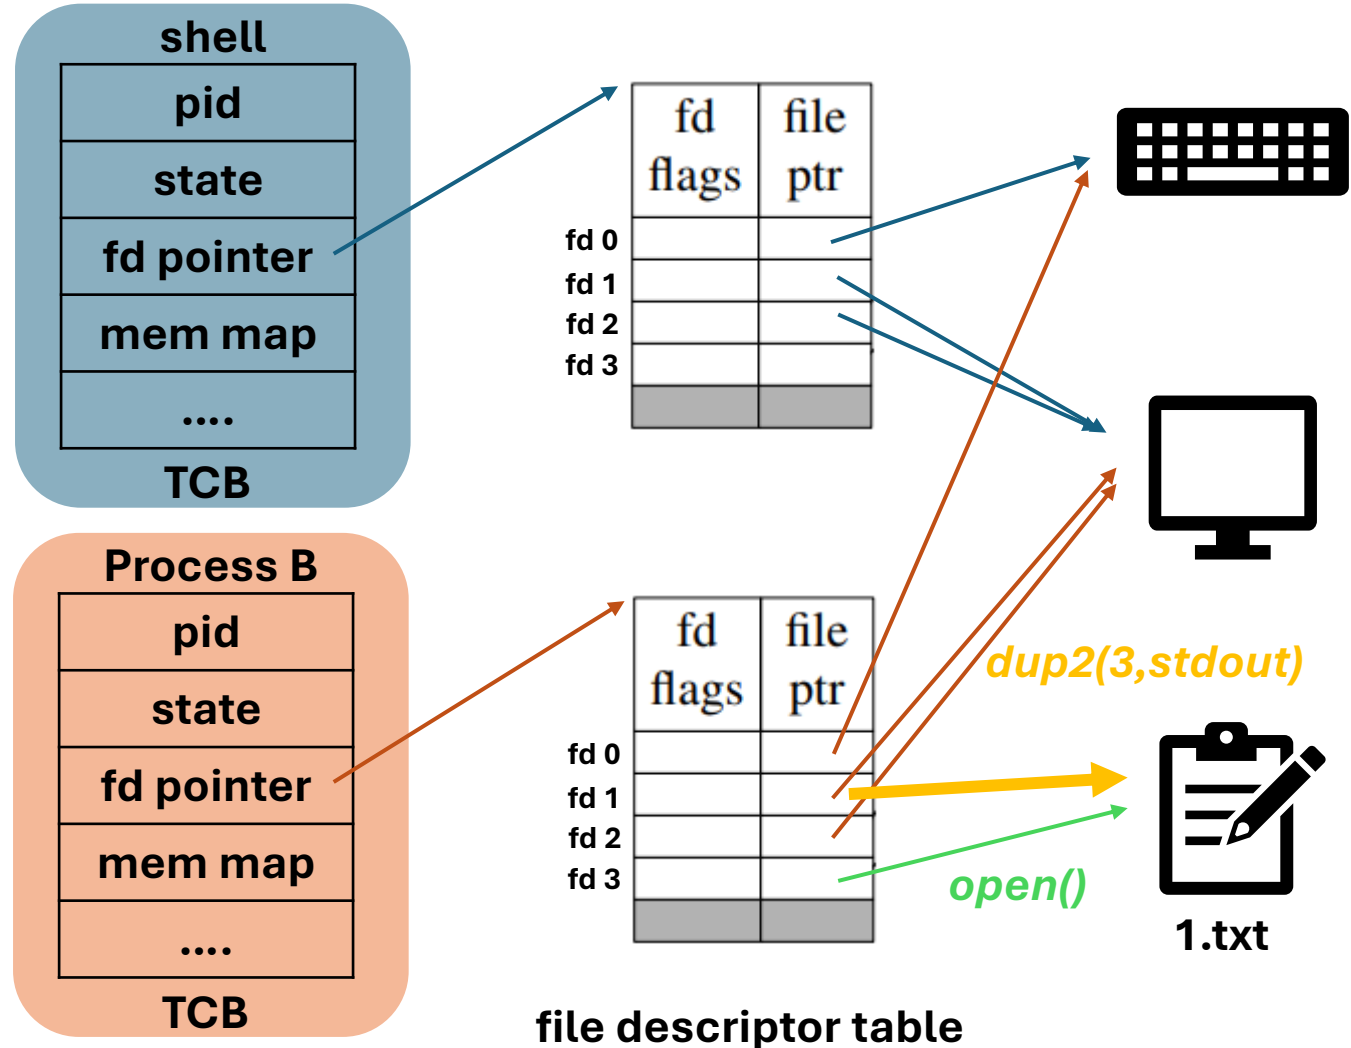 shell
pid
state
fd pointer
mem map
....
TCB
fd
flags
file
ptr
fd 0
fd 1
fd 2
fd 3
Process B
pid
state
fd pointer
mem map
....
TCB
fd
flags
file
ptr
fd 0
fd 1
fd 2
fd 3
dup2(3,stdout)
open()
1.txt
file descriptor table